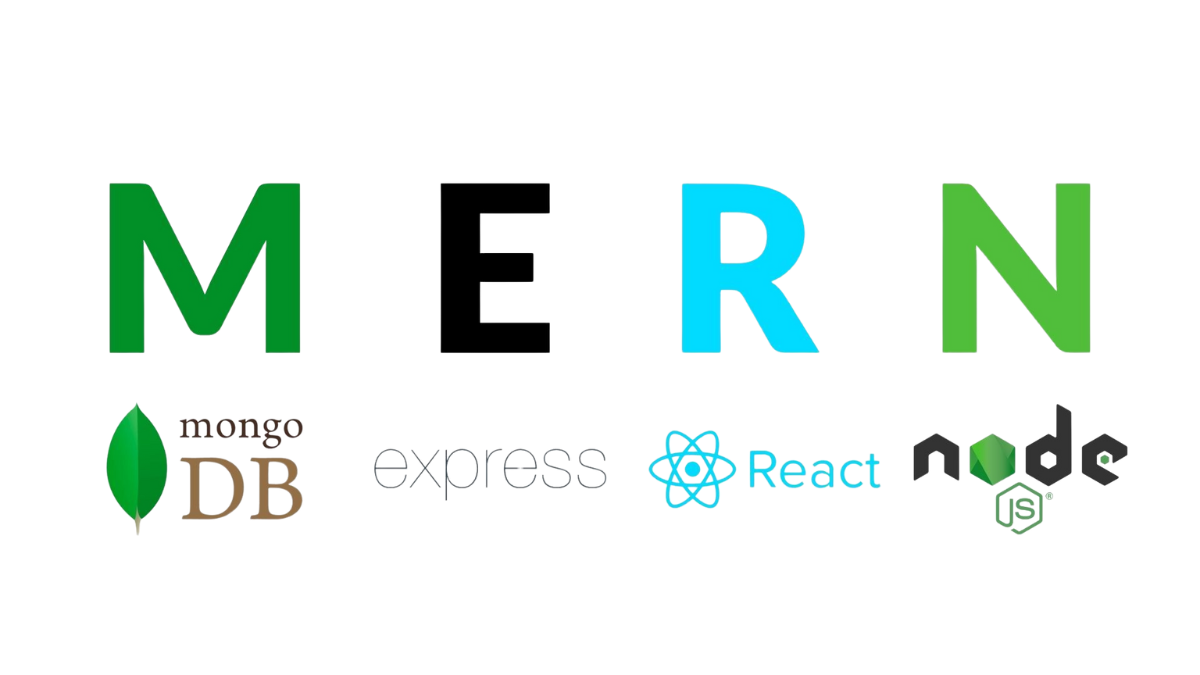 M E R N
mongo DB
express
React
node
JS®